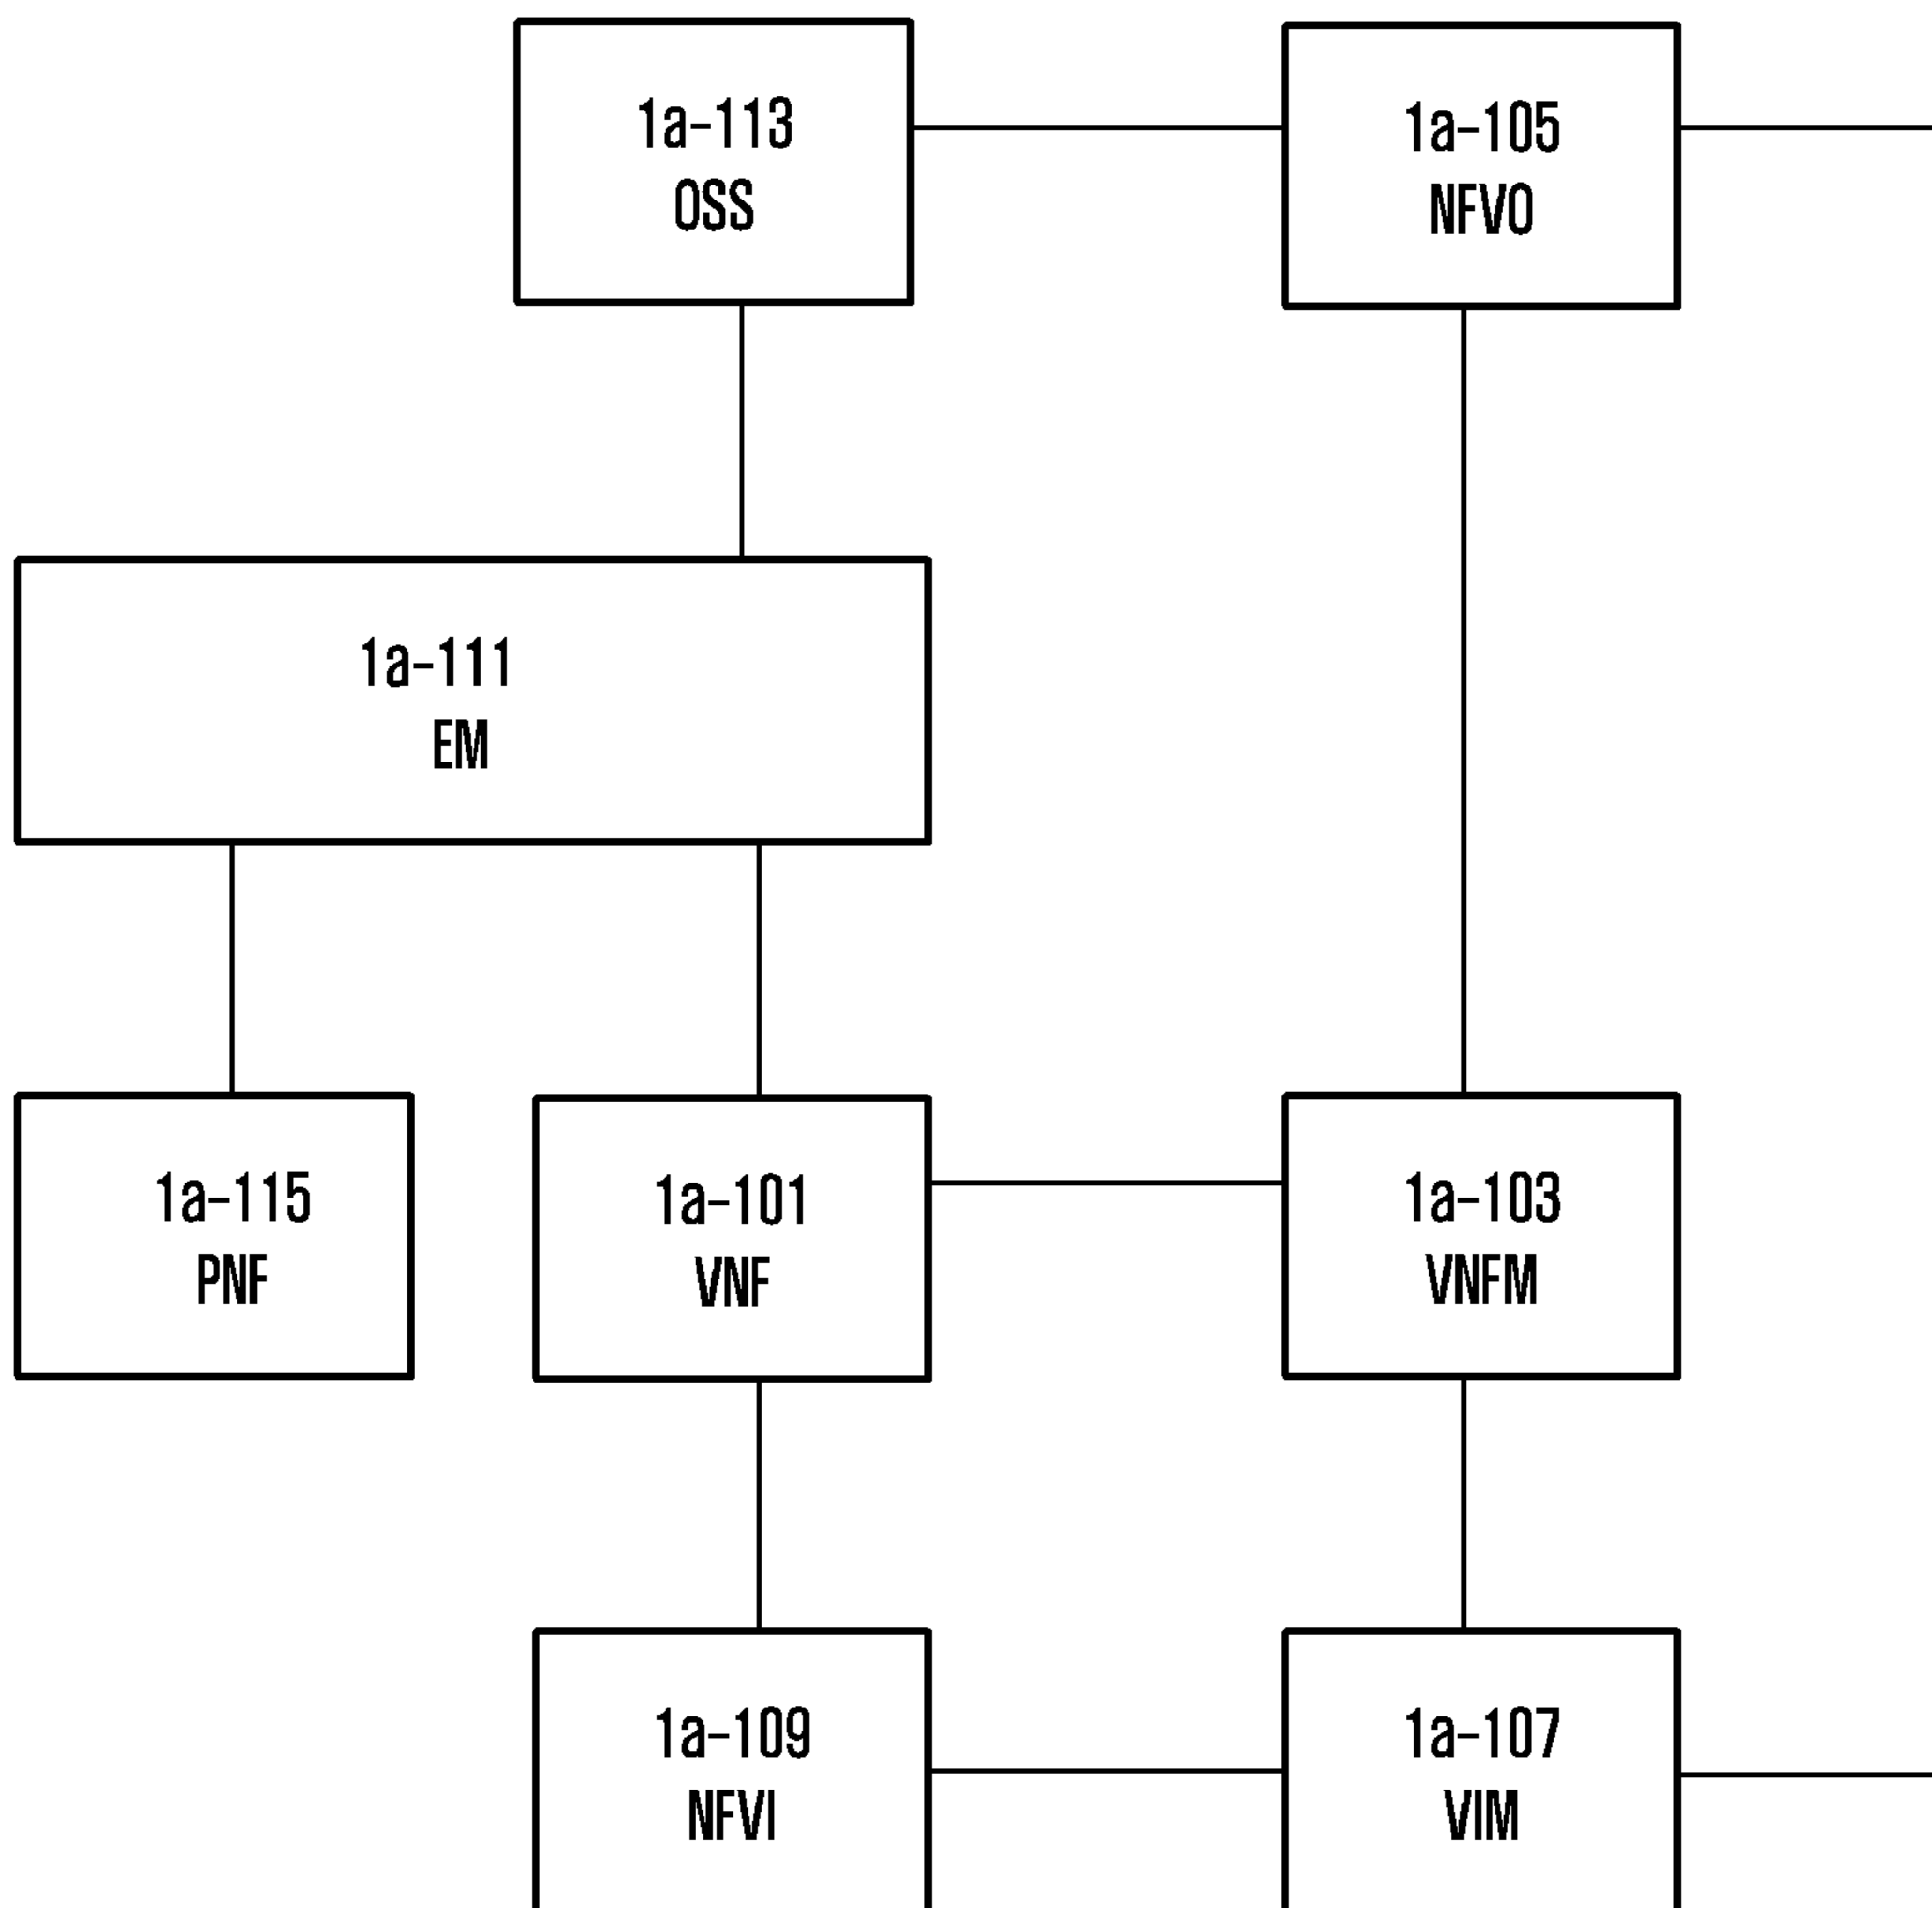 1a-113
OSS
1a-105
NFVO
1a-111
EM
1a-115
PNF
1a-101
VNF
1a-103
VNFM
1a-109
NFVI
1a-107
VIM